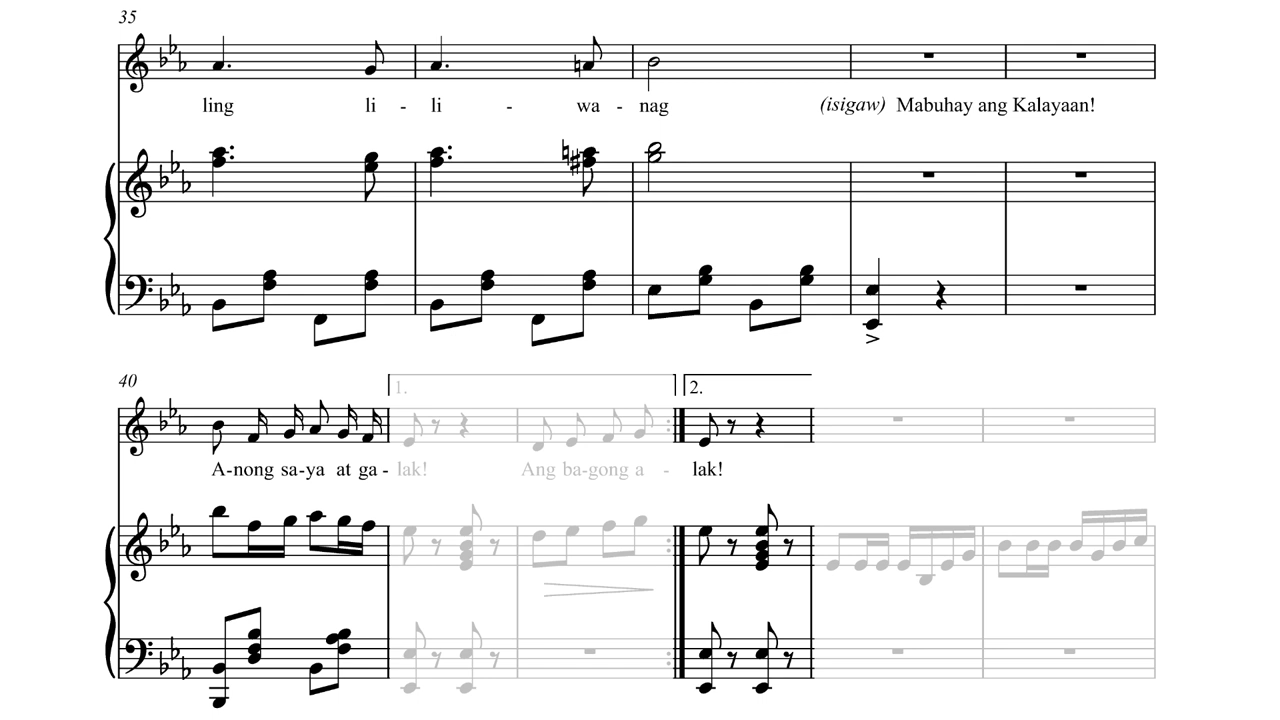 35
ling li - li - wa - nag (isigaw) Mabuhay ang Kalayaan!
40
1. 2.
A-nong sa-ya at ga- lak! Ang ba-gong a - lak!